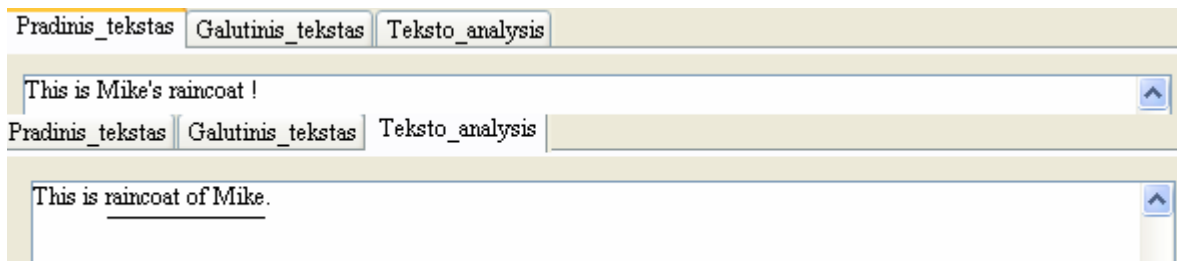 Pradinis_tekstas Galutinis_tekstas Teksto_analysis
This is Mike's raincoat !
Pradinis_tekstas Galutinis_tekstas Teksto_analysis
This is raincoat of Mike.